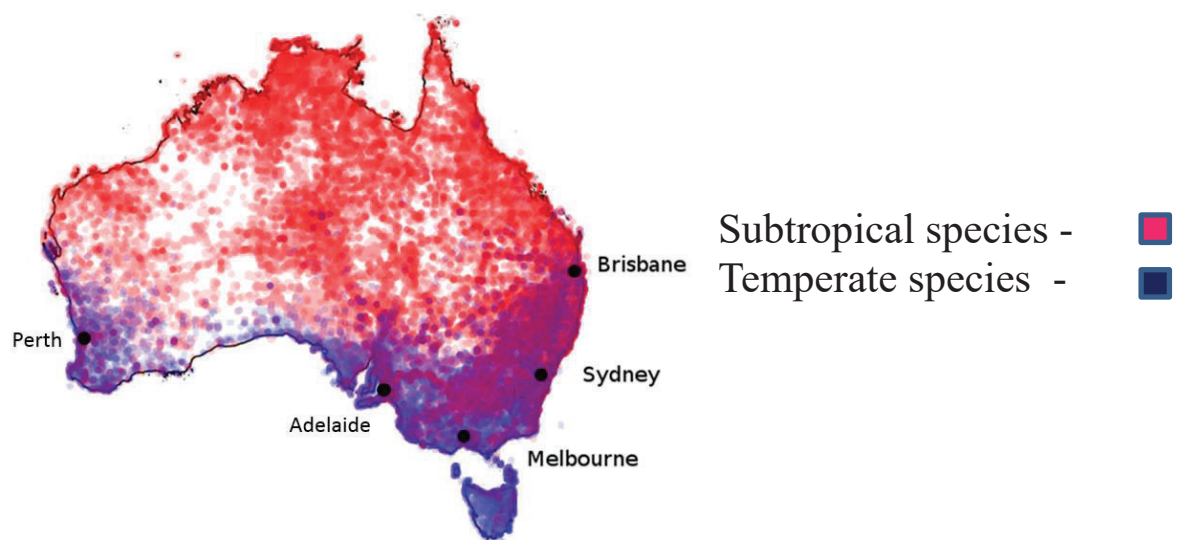 Brisbane
Subtropical species -
Temperate species -
Perth
Sydney
Adelaide
Melbourne